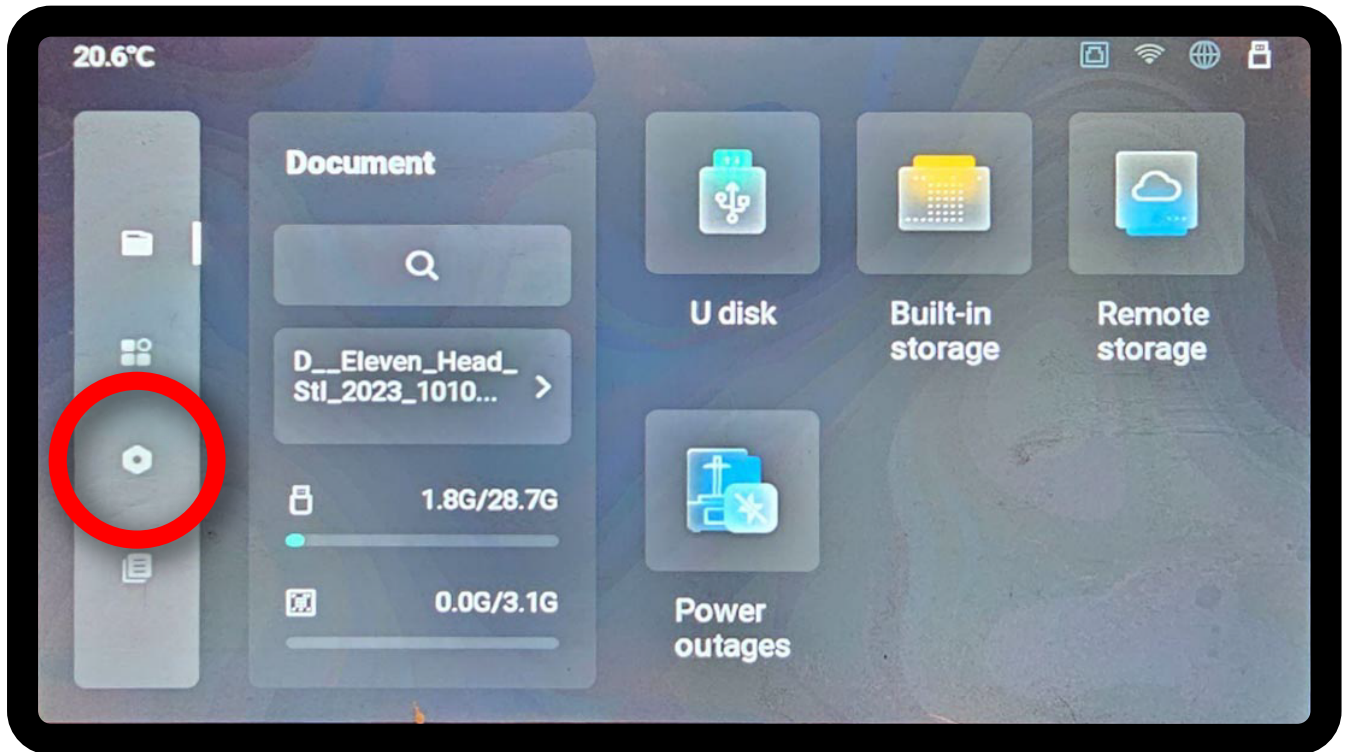 20.6°C
Document
D__Eleven_Head_
Stl_2023_1010...
1.8G/28.7G
0.0G/3.1G
U disk
Built-in
storage
Remote
storage
Power
outages